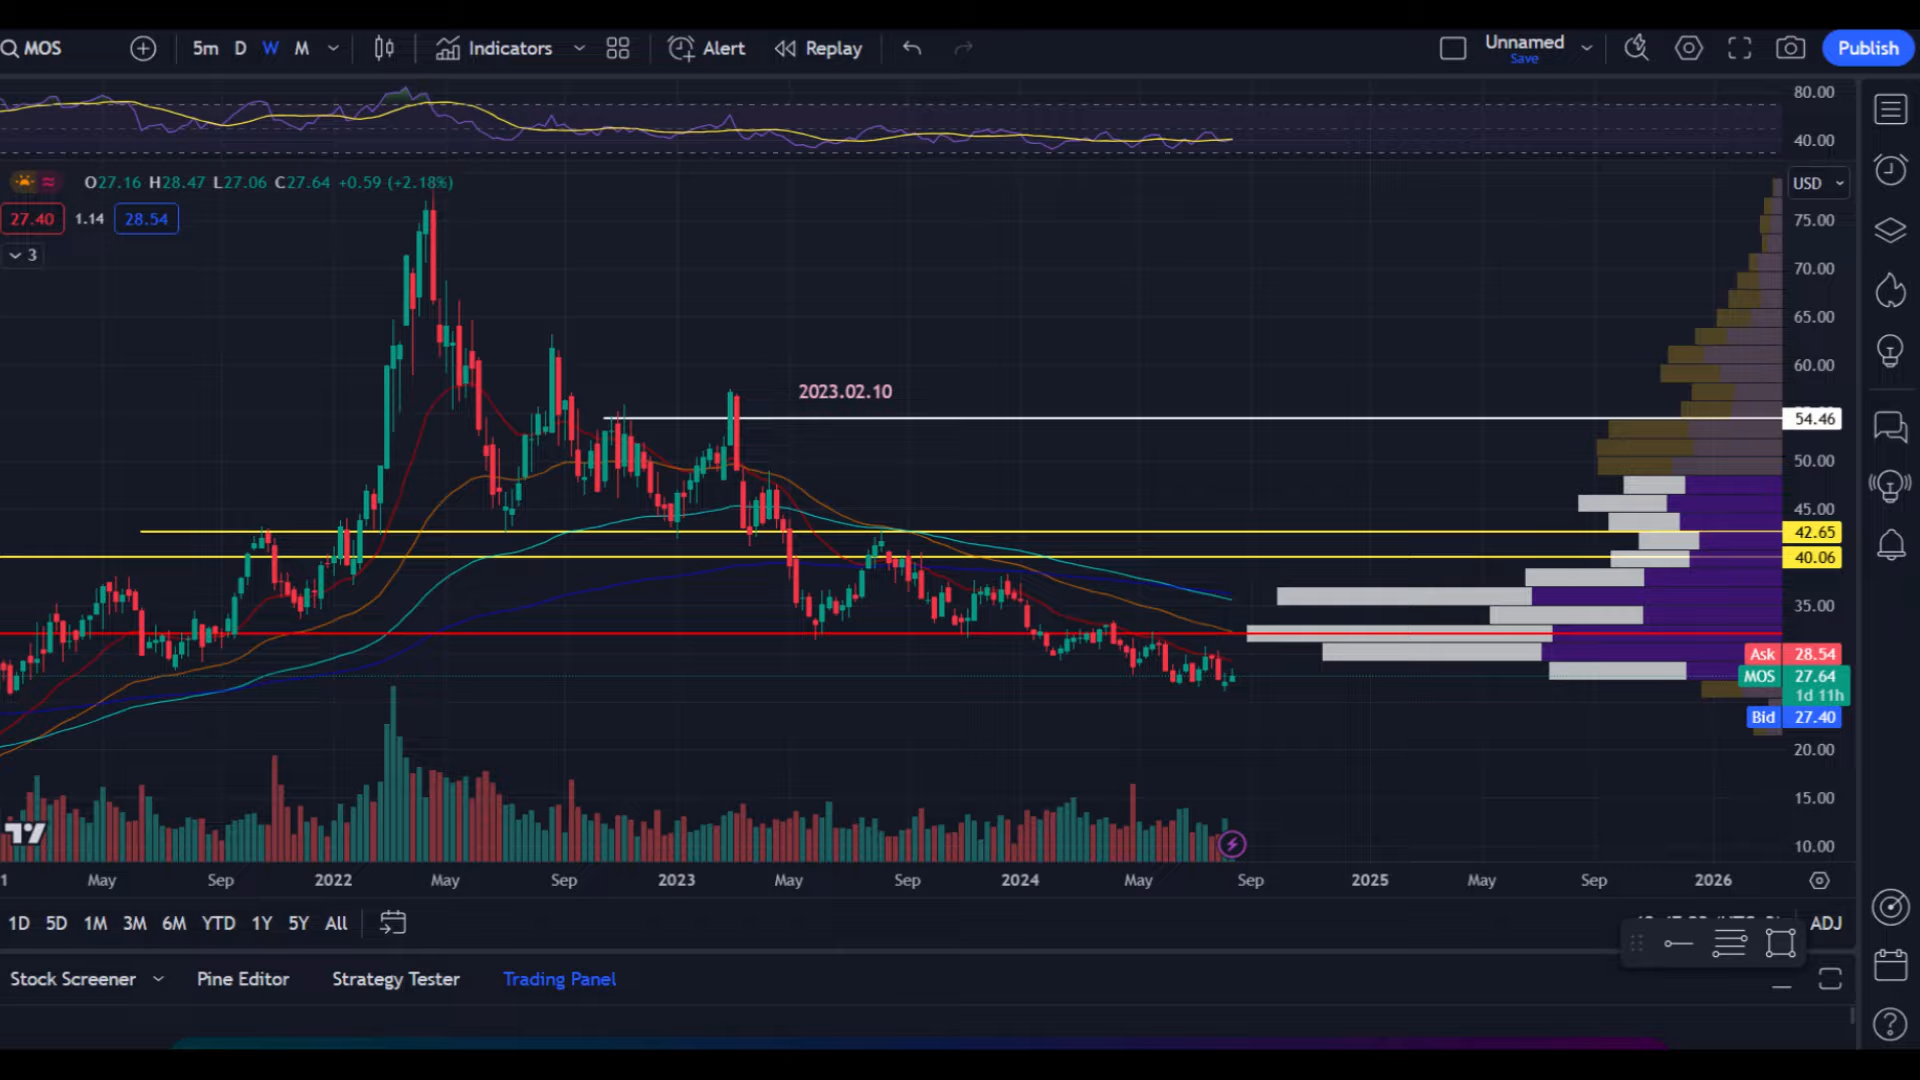 MOS
5m D W M Indicators Alert Replay Unnamed Publish
Save
80.00
40.00
O27.16 H28.47 L27.06 C27.64 +0.59 (+2.18%)
USD
27.40 1.14 28.54
3
75.00
70.00
65.00
60.00
2023.02.10
54.46
50.00
45.00
42.65
40.06
35.00
Ask 28.54
MOS 27.64
1d 11h
Bid 27.40
20.00
15.00
10.00
1 May Sep 2022 May Sep 2023 May Sep 2024 May Sep 2025 May Sep 2026
1D 5D 1M 3M 6M YTD 1Y 5Y All ADJ
Stock Screener Pine Editor Strategy Tester Trading Panel